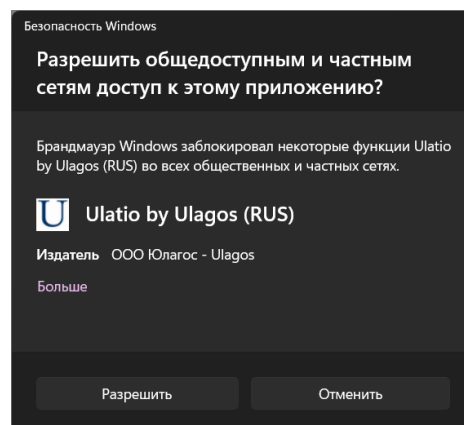 Безопасность Windows
Разрешить общедоступным и частным
сетям доступ к этому приложению?
Брандмауэр Windows заблокировал некоторые функции Ulatio
by Ulagos (RUS) во всех общественных и частных сетях.
U Ulatio by Ulagos (RUS)
Издатель ООО Юлагос - Ulagos
Больше
Разрешить Отменить